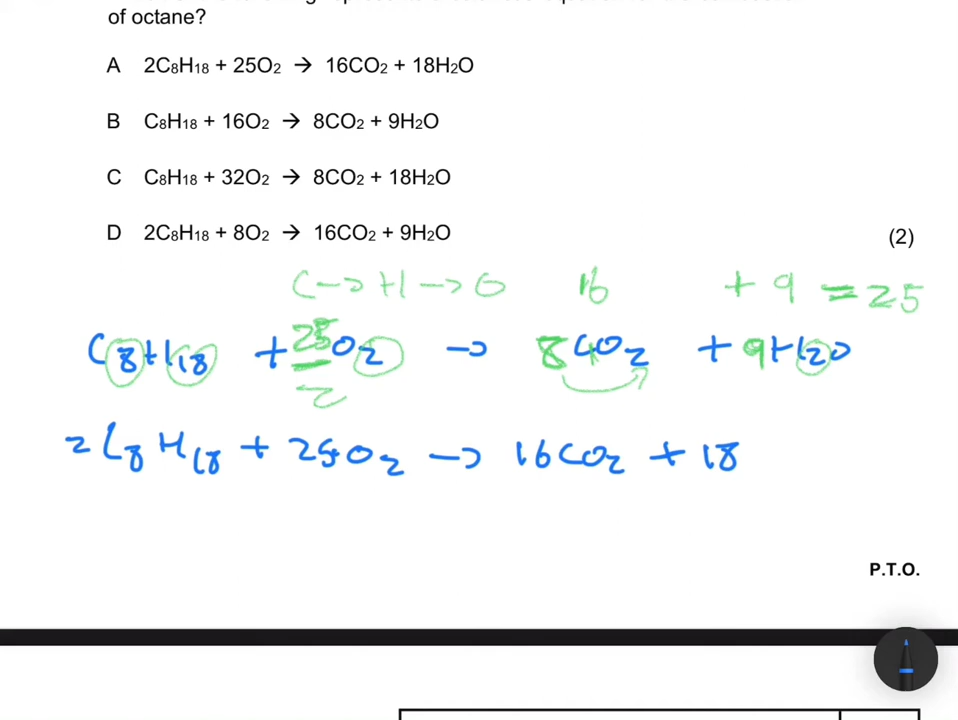 of octane?
A 2C₈H₁₈ + 25O₂ → 16CO₂ + 18H₂O
B C₈H₁₈ + 16O₂ → 8CO₂ + 9H₂O
C C₈H₁₈ + 32O₂ → 8CO₂ + 18H₂O
D 2C₈H₁₈ + 8O₂ → 16CO₂ + 9H₂O
(2)
C → H → O 16 + 9 = 25
C₈H₁₈ + 25/2 O₂ → 8CO₂ + 9H₂O
2C₈H₁₈ + 25O₂ → 16CO₂ + 18
P.T.O.